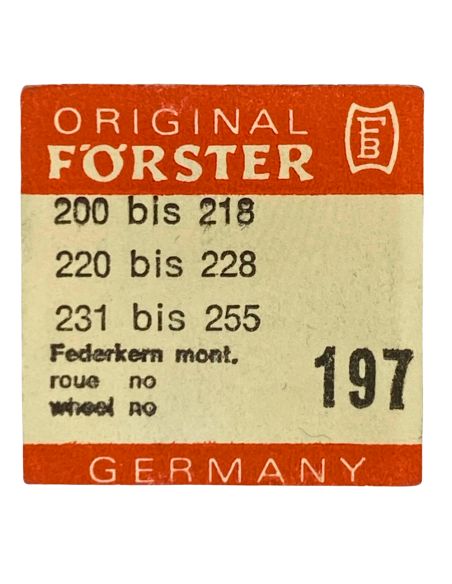 ORIGINAL
FÖRSTER
FB
200 bis 218
220 bis 228
231 bis 255
Federkern mont.
roue no
wheel no
197
GERMANY